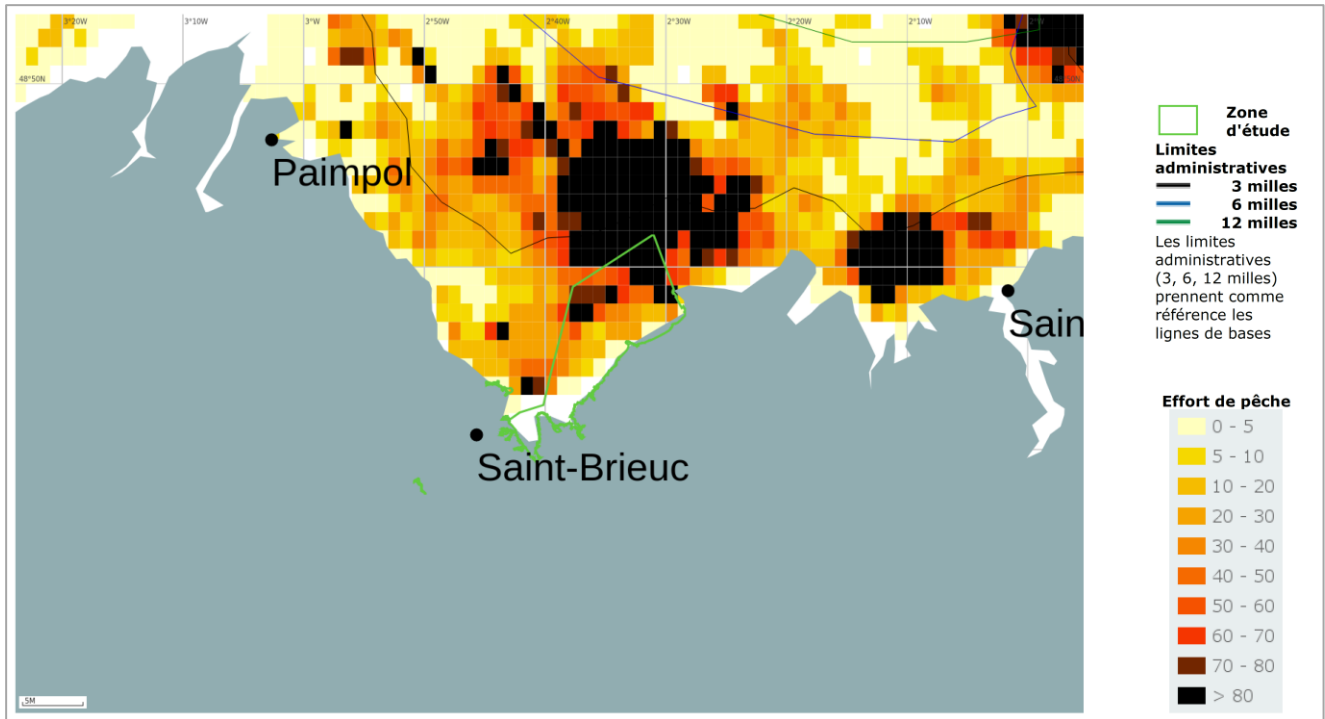 3°20W 3°10W 3°W 2°50W 2°40W 2°30W 2°20W 2°10W 2°W
48°50N 48°50N
Paimpol
Sain
Saint-Brieuc
5M
Zone
d'étude
Limites
administratives
3 milles
6 milles
12 milles
Les limites
administratives
(3, 6, 12 milles)
prennent comme
référence les
lignes de bases
Effort de pêche
0 - 5
5 - 10
10 - 20
20 - 30
30 - 40
40 - 50
50 - 60
60 - 70
70 - 80
> 80